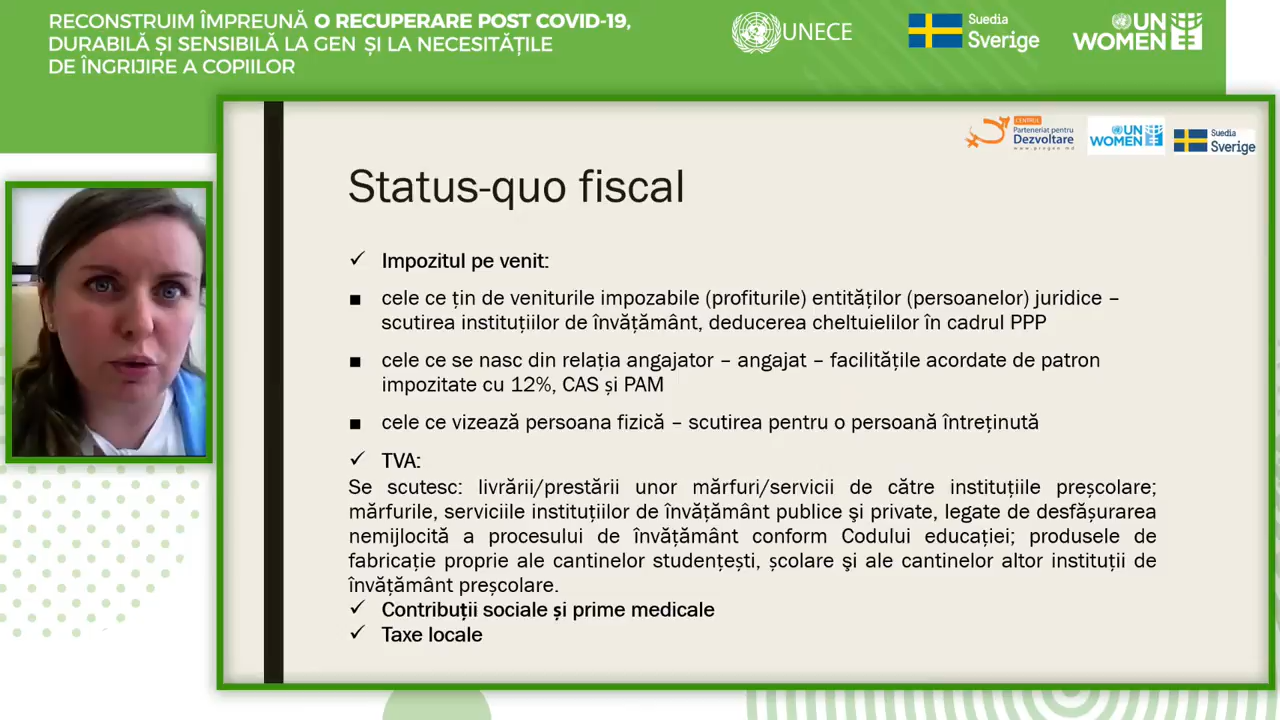 RECONSTRUIM ÎMPREUNĂ O RECUPERARE POST COVID-19,
DURABILĂ ȘI SENSIBILĂ LA GEN ȘI LA NECESITĂȚILE
DE ÎNGRIJIRE A COPIILOR
UNECE
Suedia
Sverige
UN
WOMEN
CENTRUL
Parteneriat pentru
Dezvoltare
www.progen.md
UN
WOMEN
Suedia
Sverige
Status-quo fiscal
✓ Impozitul pe venit:
■ cele ce țin de veniturile impozabile (profiturile) entităților (persoanelor) juridice –
scutirea instituțiilor de învățământ, deducerea cheltuielilor în cadrul PPP
■ cele ce se nasc din relația angajator – angajat – facilitățile acordate de patron
impozitate cu 12%, CAS și PAM
■ cele ce vizează persoana fizică – scutirea pentru o persoană întreținută
✓ TVA:
Se scutesc: livrării/prestării unor mărfuri/servicii de către instituțiile preșcolare;
mărfurile, serviciile instituțiilor de învățământ publice şi private, legate de desfășurarea
nemijlocită a procesului de învățământ conform Codului educației; produsele de
fabricație proprie ale cantinelor studențești, școlare şi ale cantinelor altor instituții de
învățământ preșcolare.
✓ Contribuții sociale și prime medicale
✓ Taxe locale